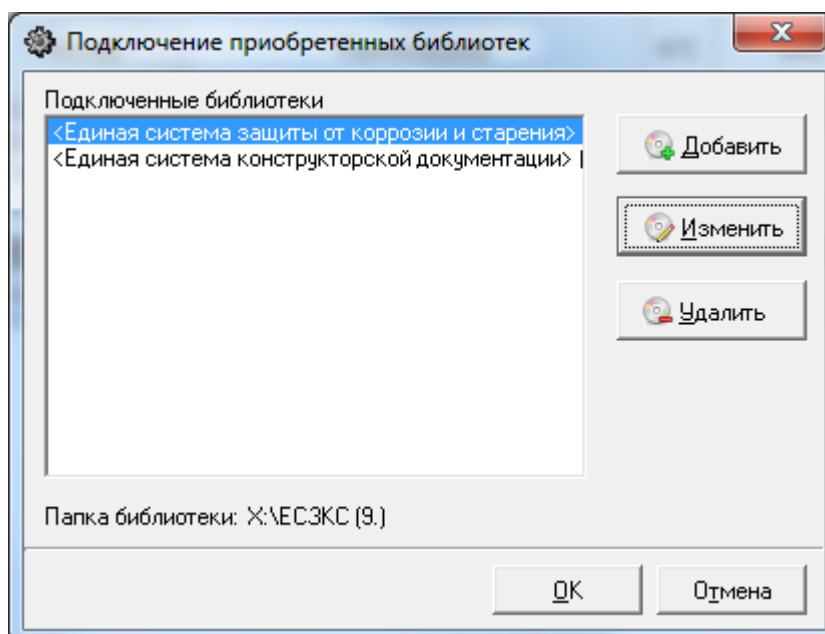 Подключение приобретенных библиотек
Подключенные библиотеки
<Единая система защиты от коррозии и старения>
<Единая система конструкторской документации> [
Добавить
Изменить
Удалить
Папка библиотеки: X:\ЕСЗКС (9.)
OK
Отмена